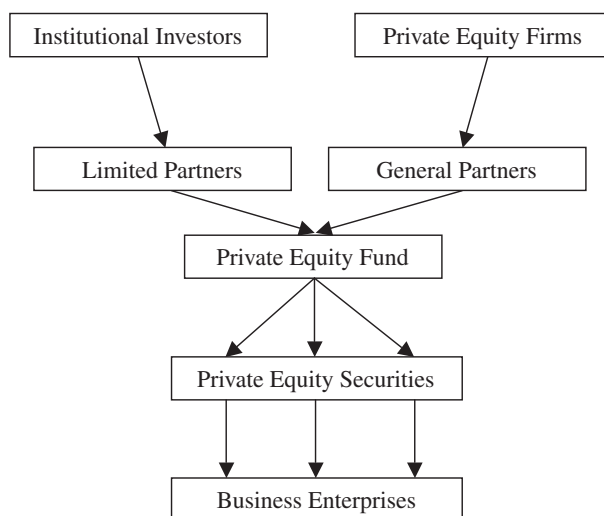 Institutional Investors
Private Equity Firms
Limited Partners
General Partners
Private Equity Fund
Private Equity Securities
Business Enterprises